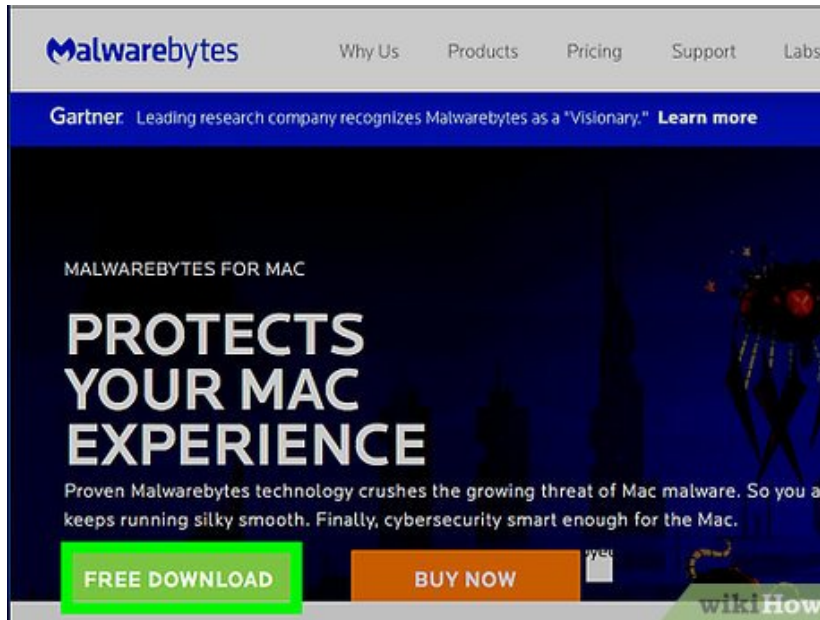 Malwarebytes
Why Us Products Pricing Support Labs
Gartner. Leading research company recognizes Malwarebytes as a "Visionary." Learn more
MALWAREBYTES FOR MAC
PROTECTS
YOUR MAC
EXPERIENCE
Proven Malwarebytes technology crushes the growing threat of Mac malware. So you a
keeps running silky smooth. Finally, cybersecurity smart enough for the Mac.
FREE DOWNLOAD BUY NOW
wikiHow